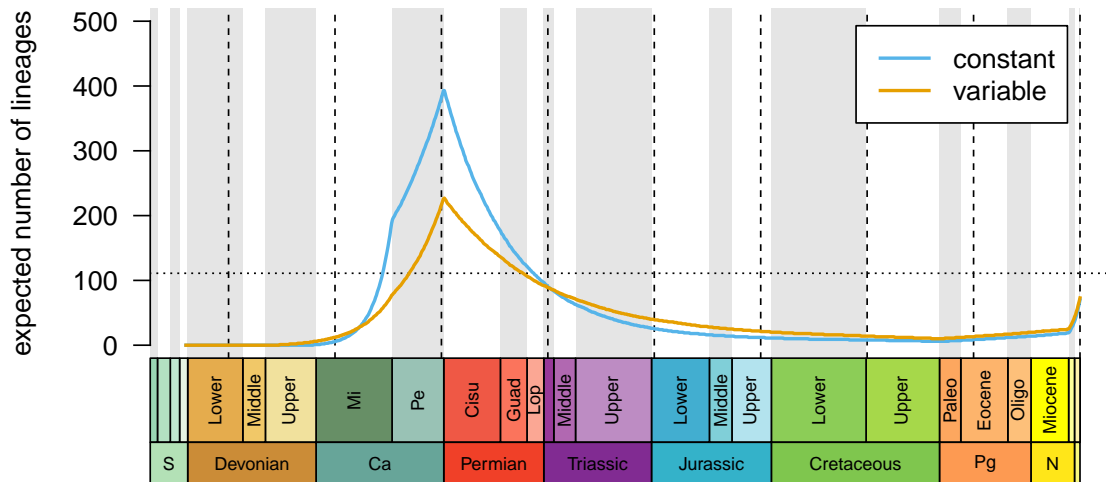 expected number of lineages
500
400
300
200
100
0
constant
variable
Lower
Middle
Upper
Mi
Pe
Cisu
Guad
Lop
Middle
Upper
Lower
Middle
Upper
Lower
Upper
Paleo
Eocene
Oligo
Miocene
S
Devonian
Ca
Permian
Triassic
Jurassic
Cretaceous
Pg
N